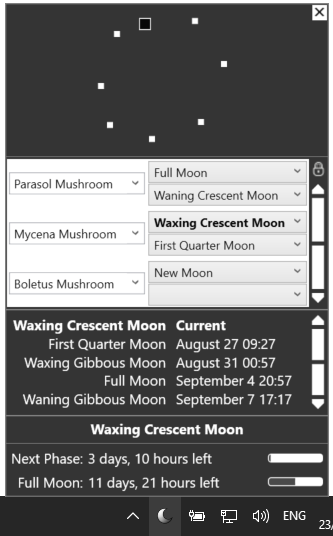 Full Moon
Parasol Mushroom
Waning Crescent Moon
Waxing Crescent Moon
Mycena Mushroom
First Quarter Moon
New Moon
Boletus Mushroom
Waxing Crescent Moon Current
First Quarter Moon August 27 09:27
Waxing Gibbous Moon August 31 00:57
Full Moon September 4 20:57
Waning Gibbous Moon September 7 17:17
Waxing Crescent Moon
Next Phase: 3 days, 10 hours left
Full Moon: 11 days, 21 hours left
ENG
23/